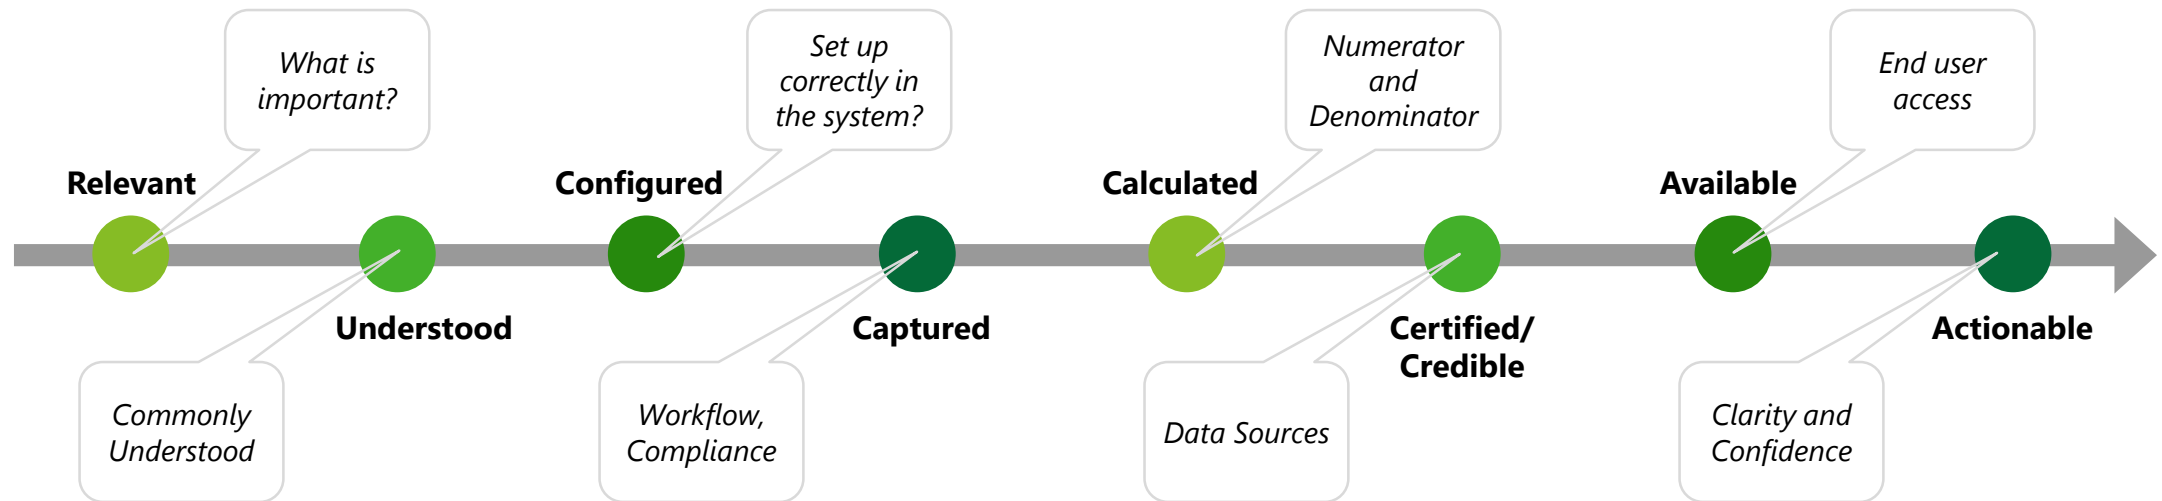 What is
important?
Relevant
Commonly
Understood
Understood
Set up
correctly in
the system?
Configured
Workflow,
Compliance
Captured
Numerator
and
Denominator
Calculated
Data Sources
Certified/
Credible
End user
access
Available
Clarity and
Confidence
Actionable